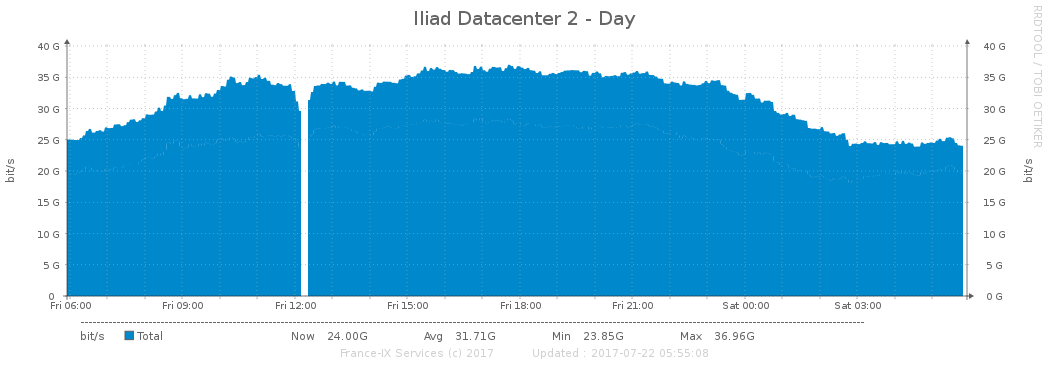 Iliad Datacenter 2 - Day
RRDTOOL / TOBI OETIKER
40 G 40 G
35 G 35 G
30 G 30 G
25 G 25 G
20 G 20 G
15 G 15 G
10 G 10 G
5 G 5 G
0 0 G
bit/s bit/s
Fri 06:00 Fri 09:00 Fri 12:00 Fri 15:00 Fri 18:00 Fri 21:00 Sat 00:00 Sat 03:00
bit/s Total Now 24.00G Avg 31.71G Min 23.85G Max 36.96G
France-IX Services (c) 2017 Updated : 2017-07-22 05:55:08